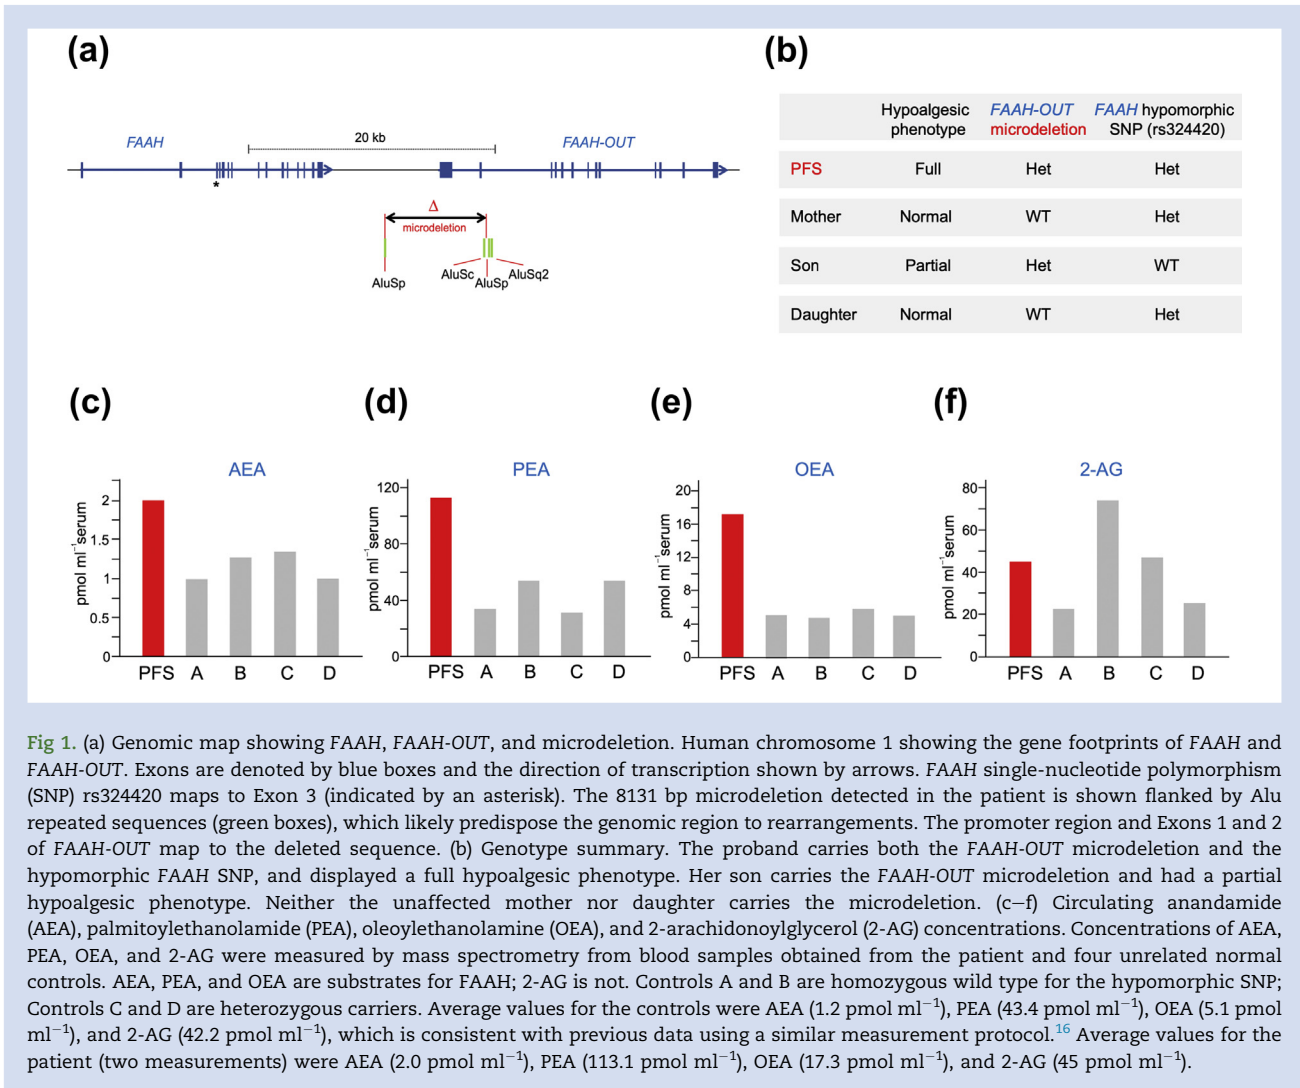 (a)
FAAH
20 kb
FAAH-OUT
*
Δ
microdeletion
AluSp
AluSc
AluSp
AluSq2
(b)
Hypoalgesic phenotype
FAAH-OUT microdeletion
FAAH hypomorphic SNP (rs324420)
PFS Full Het Het
Mother Normal WT Het
Son Partial Het WT
Daughter Normal WT Het
(c)
AEA
pmol ml⁻¹serum
2
1.5
1
0.5
0
PFS A B C D
(d)
PEA
pmol ml⁻¹serum
120
80
40
0
PFS A B C D
(e)
OEA
pmol ml⁻¹serum
20
16
12
8
4
0
PFS A B C D
(f)
2-AG
pmol ml⁻¹serum
80
60
40
20
0
PFS A B C D
Fig 1. (a) Genomic map showing FAAH, FAAH-OUT, and microdeletion. Human chromosome 1 showing the gene footprints of FAAH and
FAAH-OUT. Exons are denoted by blue boxes and the direction of transcription shown by arrows. FAAH single-nucleotide polymorphism
(SNP) rs324420 maps to Exon 3 (indicated by an asterisk). The 8131 bp microdeletion detected in the patient is shown flanked by Alu
repeated sequences (green boxes), which likely predispose the genomic region to rearrangements. The promoter region and Exons 1 and 2
of FAAH-OUT map to the deleted sequence. (b) Genotype summary. The proband carries both the FAAH-OUT microdeletion and the
hypomorphic FAAH SNP, and displayed a full hypoalgesic phenotype. Her son carries the FAAH-OUT microdeletion and had a partial
hypoalgesic phenotype. Neither the unaffected mother nor daughter carries the microdeletion. (c–f) Circulating anandamide
(AEA), palmitoylethanolamide (PEA), oleoylethanolamine (OEA), and 2-arachidonoylglycerol (2-AG) concentrations. Concentrations of AEA,
PEA, OEA, and 2-AG were measured by mass spectrometry from blood samples obtained from the patient and four unrelated normal
controls. AEA, PEA, and OEA are substrates for FAAH; 2-AG is not. Controls A and B are homozygous wild type for the hypomorphic SNP;
Controls C and D are heterozygous carriers. Average values for the controls were AEA (1.2 pmol ml⁻¹), PEA (43.4 pmol ml⁻¹), OEA (5.1 pmol
ml⁻¹), and 2-AG (42.2 pmol ml⁻¹), which is consistent with previous data using a similar measurement protocol.¹⁶ Average values for the
patient (two measurements) were AEA (2.0 pmol ml⁻¹), PEA (113.1 pmol ml⁻¹), OEA (17.3 pmol ml⁻¹), and 2-AG (45 pmol ml⁻¹).